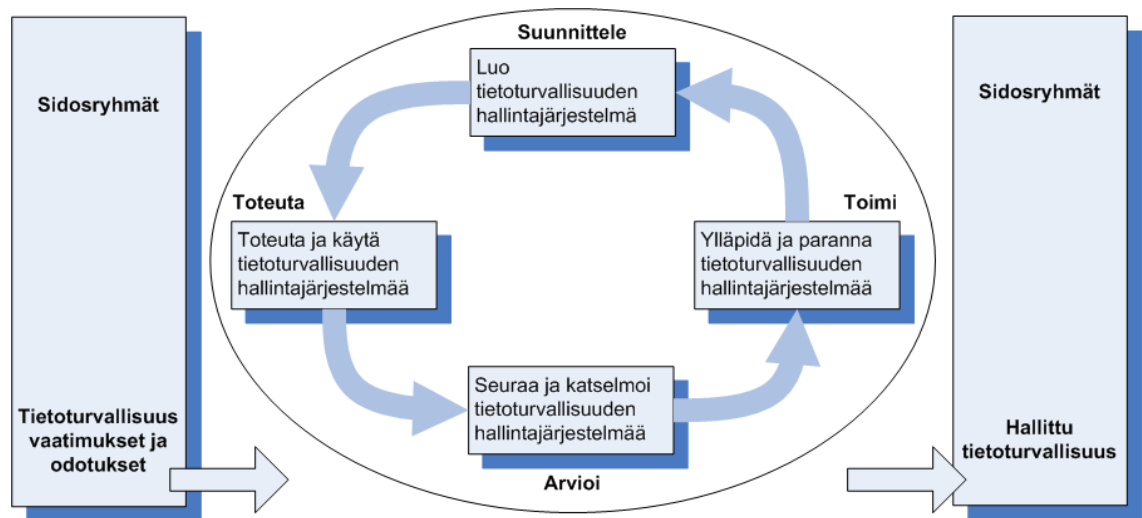 Sidosryhmät
Tietoturvallisuus
vaatimukset ja
odotukset
Suunnittele
Luo
tietoturvallisuuden
hallintajärjestelmä
Toteuta
Toteuta ja käytä
tietoturvallisuuden
hallintajärjestelmää
Seuraa ja katselmoi
tietoturvallisuuden
hallintajärjestelmää
Arvioi
Toimi
Ylläpidä ja paranna
tietoturvallisuuden
hallintajärjestelmää
Sidosryhmät
Hallittu
tietoturvallisuus